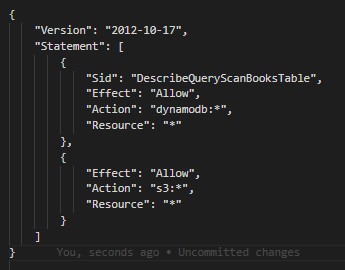 {
"Version": "2012-10-17",
"Statement": [
{
"Sid": "DescribeQueryScanBooksTable",
"Effect": "Allow",
"Action": "dynamodb:*",
"Resource": "*"
},
{
"Effect": "Allow",
"Action": "s3:*",
"Resource": "*"
}
]
} You, seconds ago • Uncommitted changes